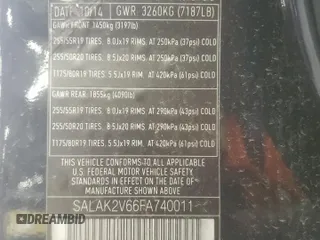 DATE: 10/14 GWR. 3260KG (7187LB)
GAWR FRONT: 1450kg (3197lb)
255/55R19 TIRES: 8.0Jx19 RIMS. AT 250kPa (37psi) COLD
255/50R20 TIRES: 8.5Jx20 RIMS. AT 250kPa (37psi) COLD
T175/80R19 TIRES: 5.5Jx19 RIMS. AT 420kPa (61psi) COLD
GAWR REAR: 1855kg (4090lb)
255/55R19 TIRES: 8.0Jx19 RIMS. AT 290kPa (43psi) COLD
255/50R20 TIRES: 8.5Jx20 RIMS. AT 290kPa (43psi) COLD
T175/80R19 TIRES: 5.5Jx19 RIMS. AT 420kPa (61psi) COLD
THIS VEHICLE CONFORMS TO ALL APPLICABLE
U.S. FEDERAL MOTOR VEHICLE SAFETY
STANDARDS IN EFFECT ON THE DATE OF
MANUFACTURE SHOWN ABOVE.
SALAK2V66FA740011
© DREAMBID